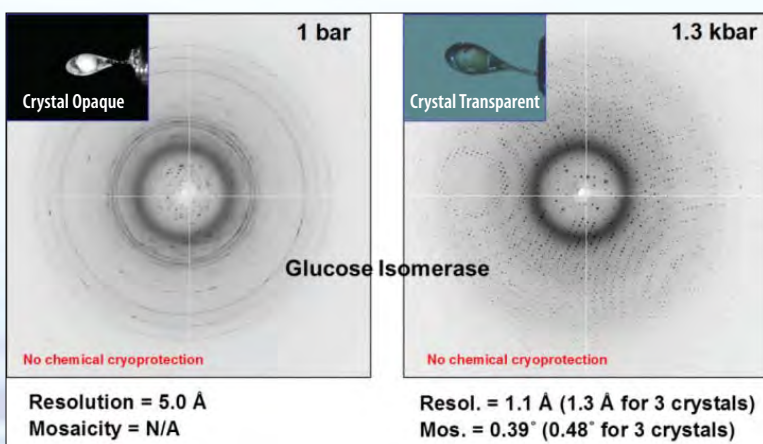 1 bar
Crystal Opaque
1.3 kbar
Crystal Transparent
Glucose Isomerase
No chemical cryoprotection
No chemical cryoprotection
Resolution = 5.0 Å
Mosaicity = N/A
Resol. = 1.1 Å (1.3 Å for 3 crystals)
Mos. = 0.39˚ (0.48˚ for 3 crystals)